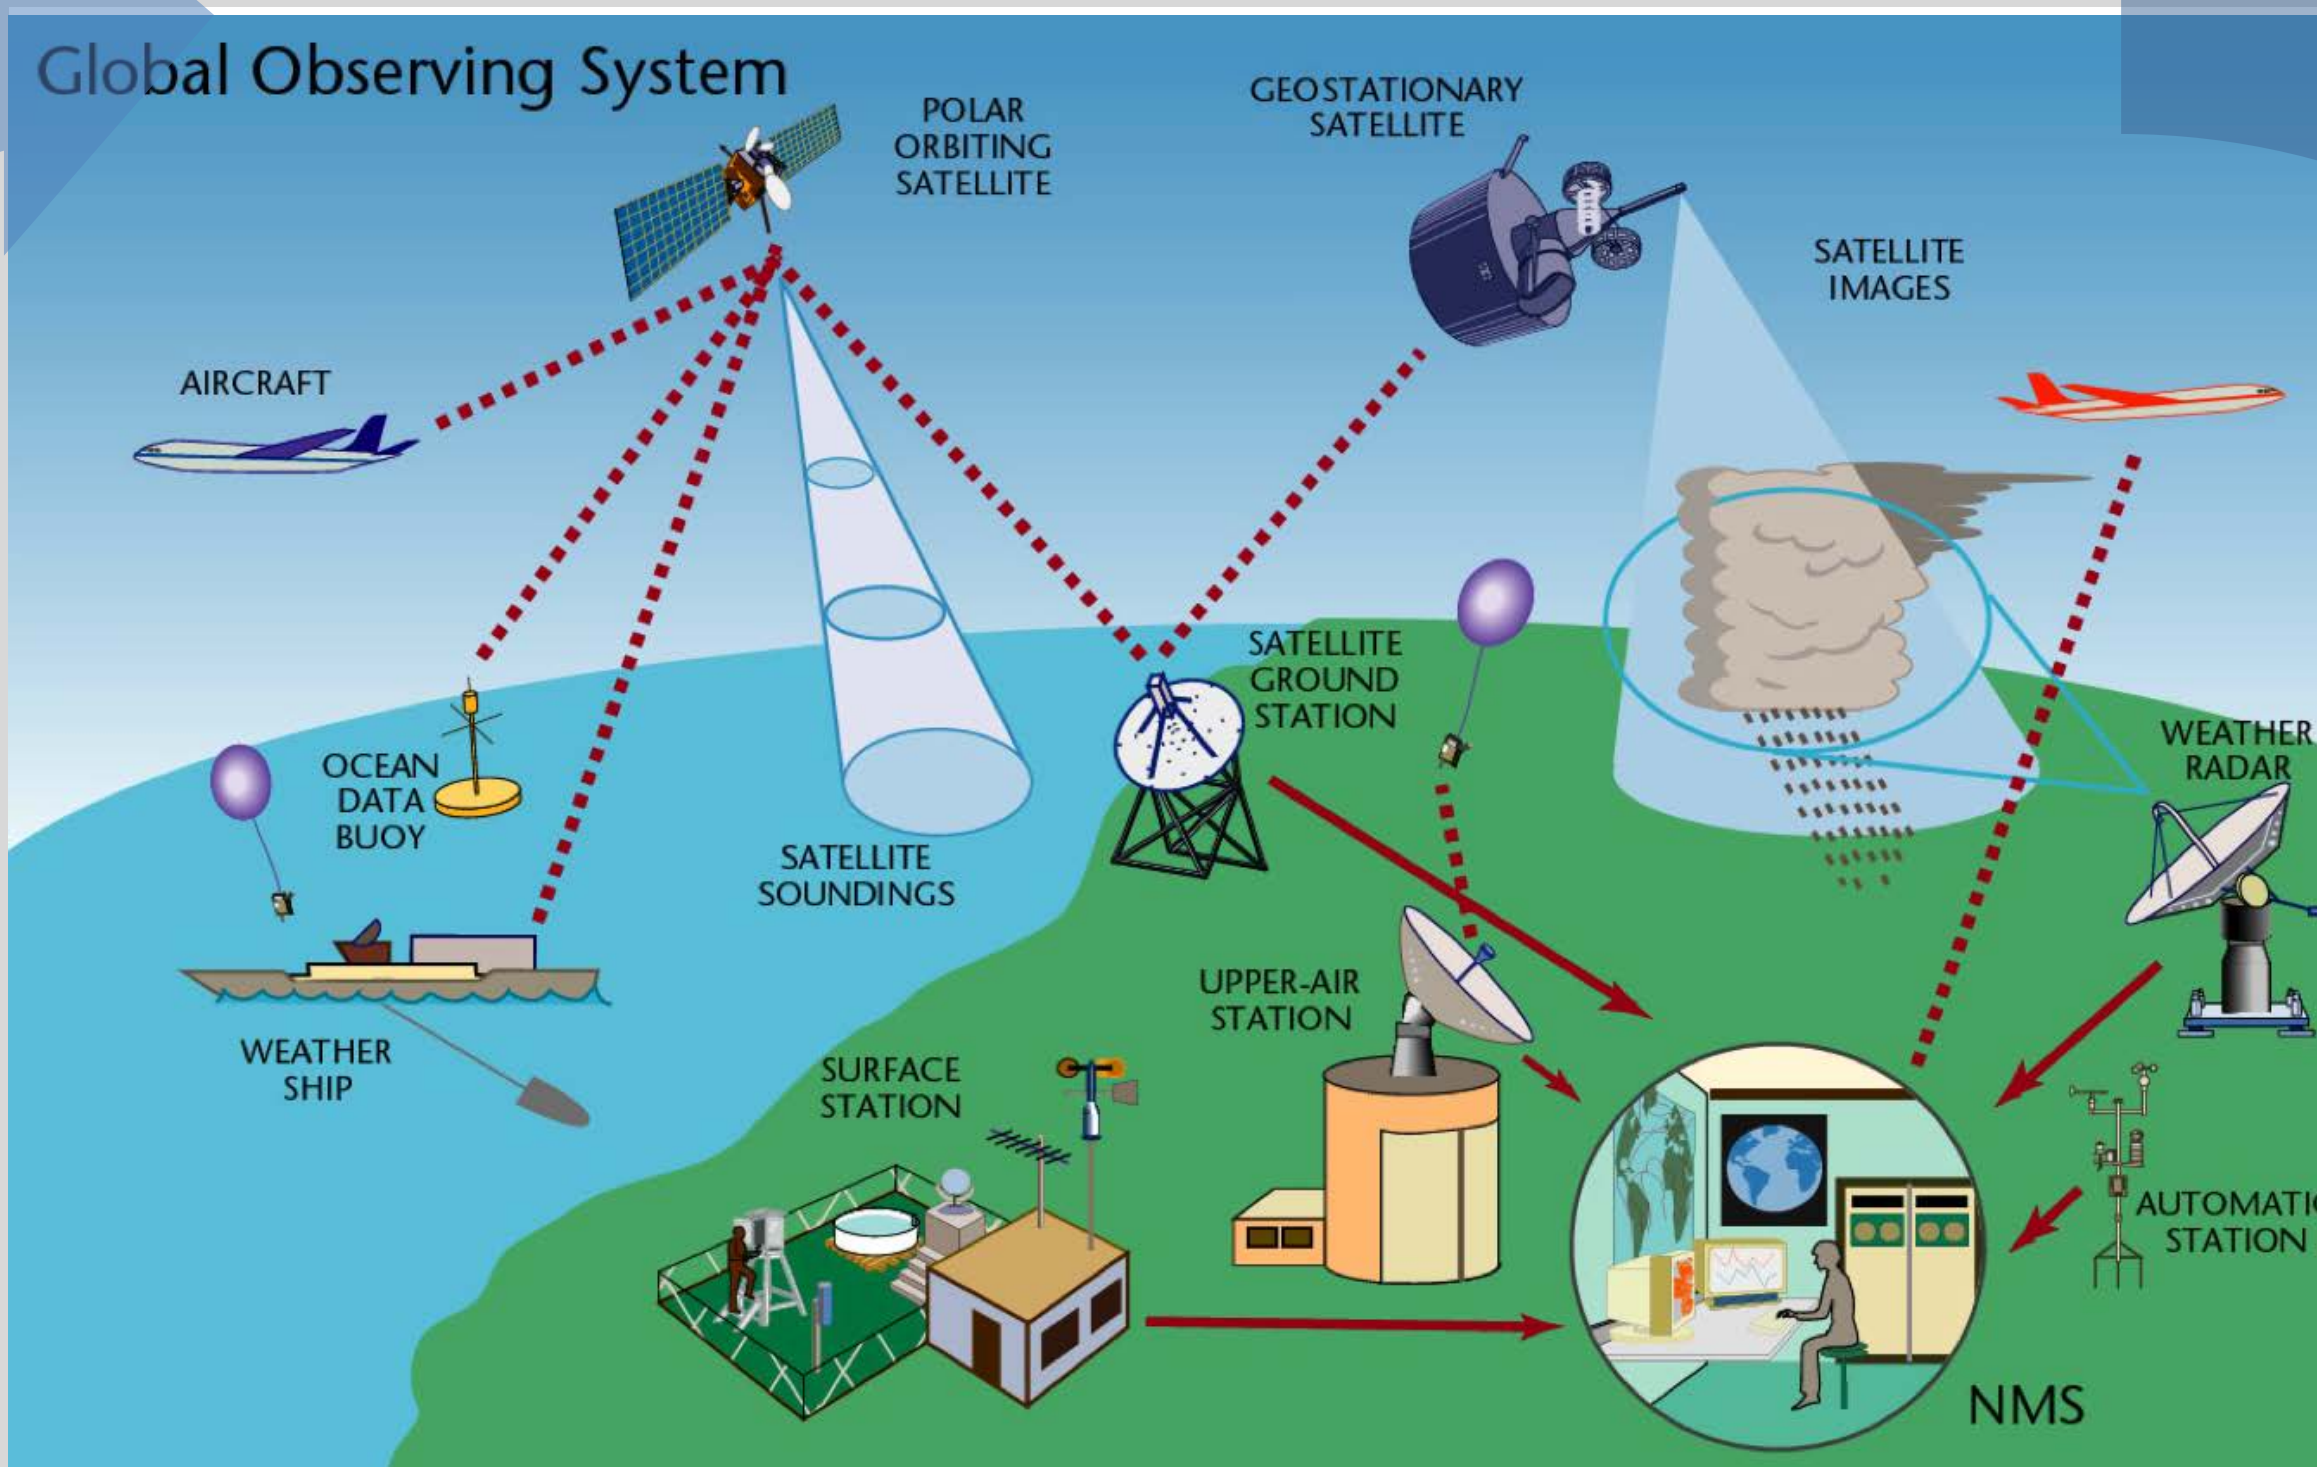 Global Observing System
POLAR
ORBITING
SATELLITE
GEOSTATIONARY
SATELLITE
SATELLITE
IMAGES
AIRCRAFT
SATELLITE
GROUND
STATION
WEATHER
RADAR
OCEAN
DATA
BUOY
SATELLITE
SOUNDINGS
UPPER-AIR
STATION
WEATHER
SHIP
SURFACE
STATION
AUTOMATIC
STATION
NMS